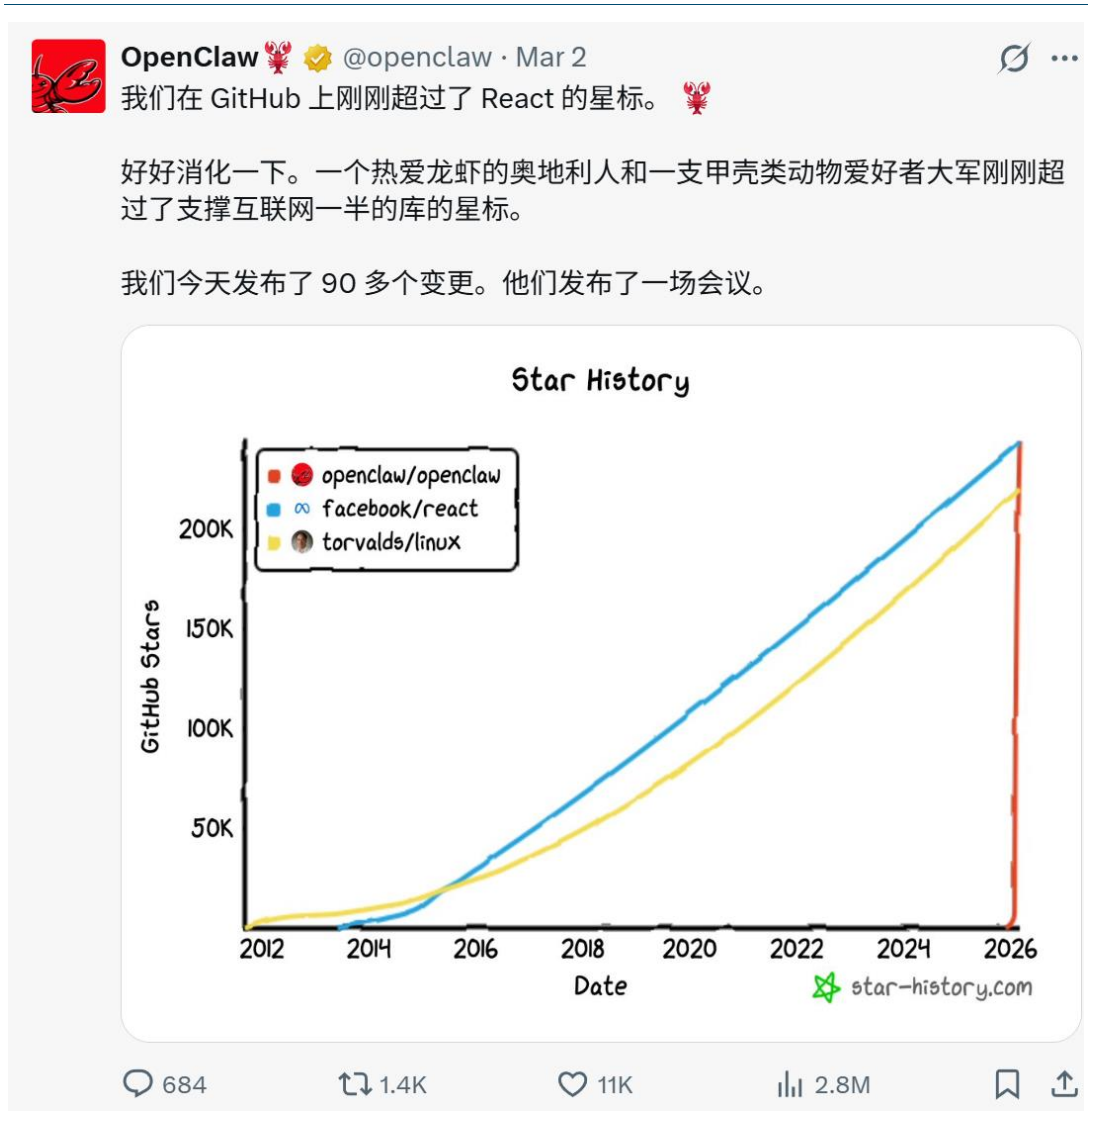 OpenClaw🦞 @openclaw · Mar 2
我们在 GitHub 上刚刚超过了 React 的星标。 🦞
好好消化一下。一个热爱龙虾的奥地利人和一支甲壳类动物爱好者大军刚刚超
过了支撑互联网一半的库的星标。
我们今天发布了 90 多个变更。他们发布了一场会议。
Star History
openclaw/openclaw
facebook/react
torvalds/linux
200K
150K
100K
50K
GitHub Stars
2012 2014 2016 2018 2020 2022 2024 2026
Date
star-history.com
684 1.4K 11K 2.8M